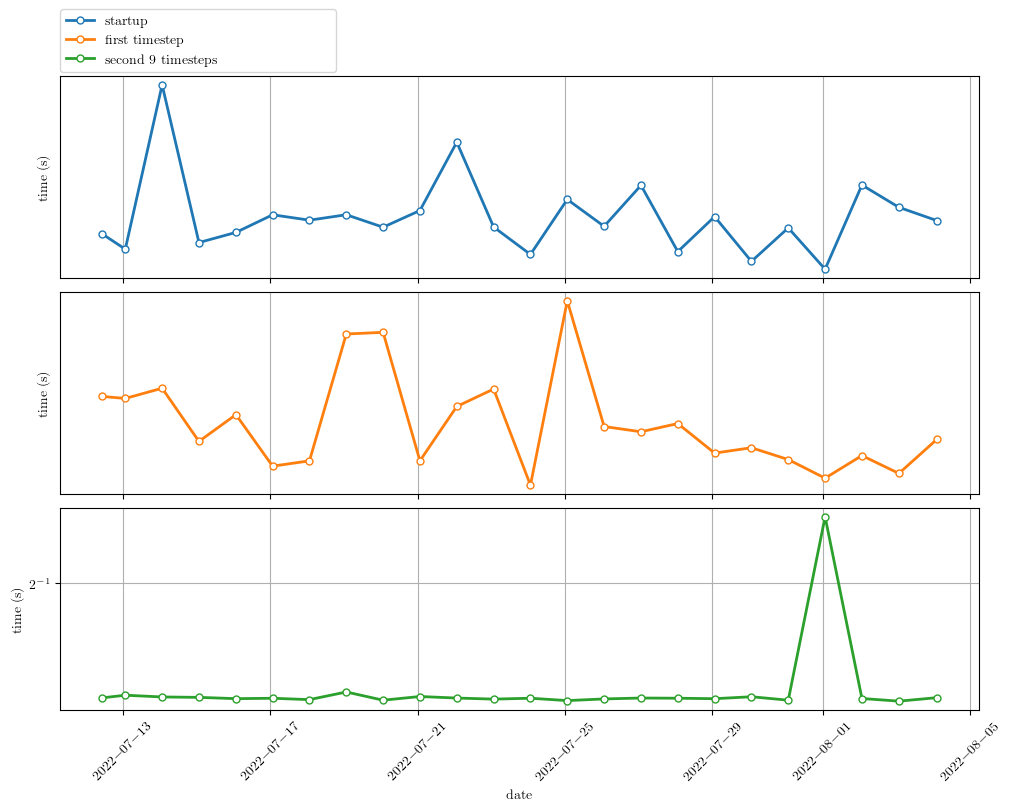 startup
first timestep
second 9 timesteps
time (s)
time (s)
time (s)
2⁻¹
2022−07−13
2022−07−17
2022−07−21
2022−07−25
2022−07−29
2022−08−01
2022−08−05
date